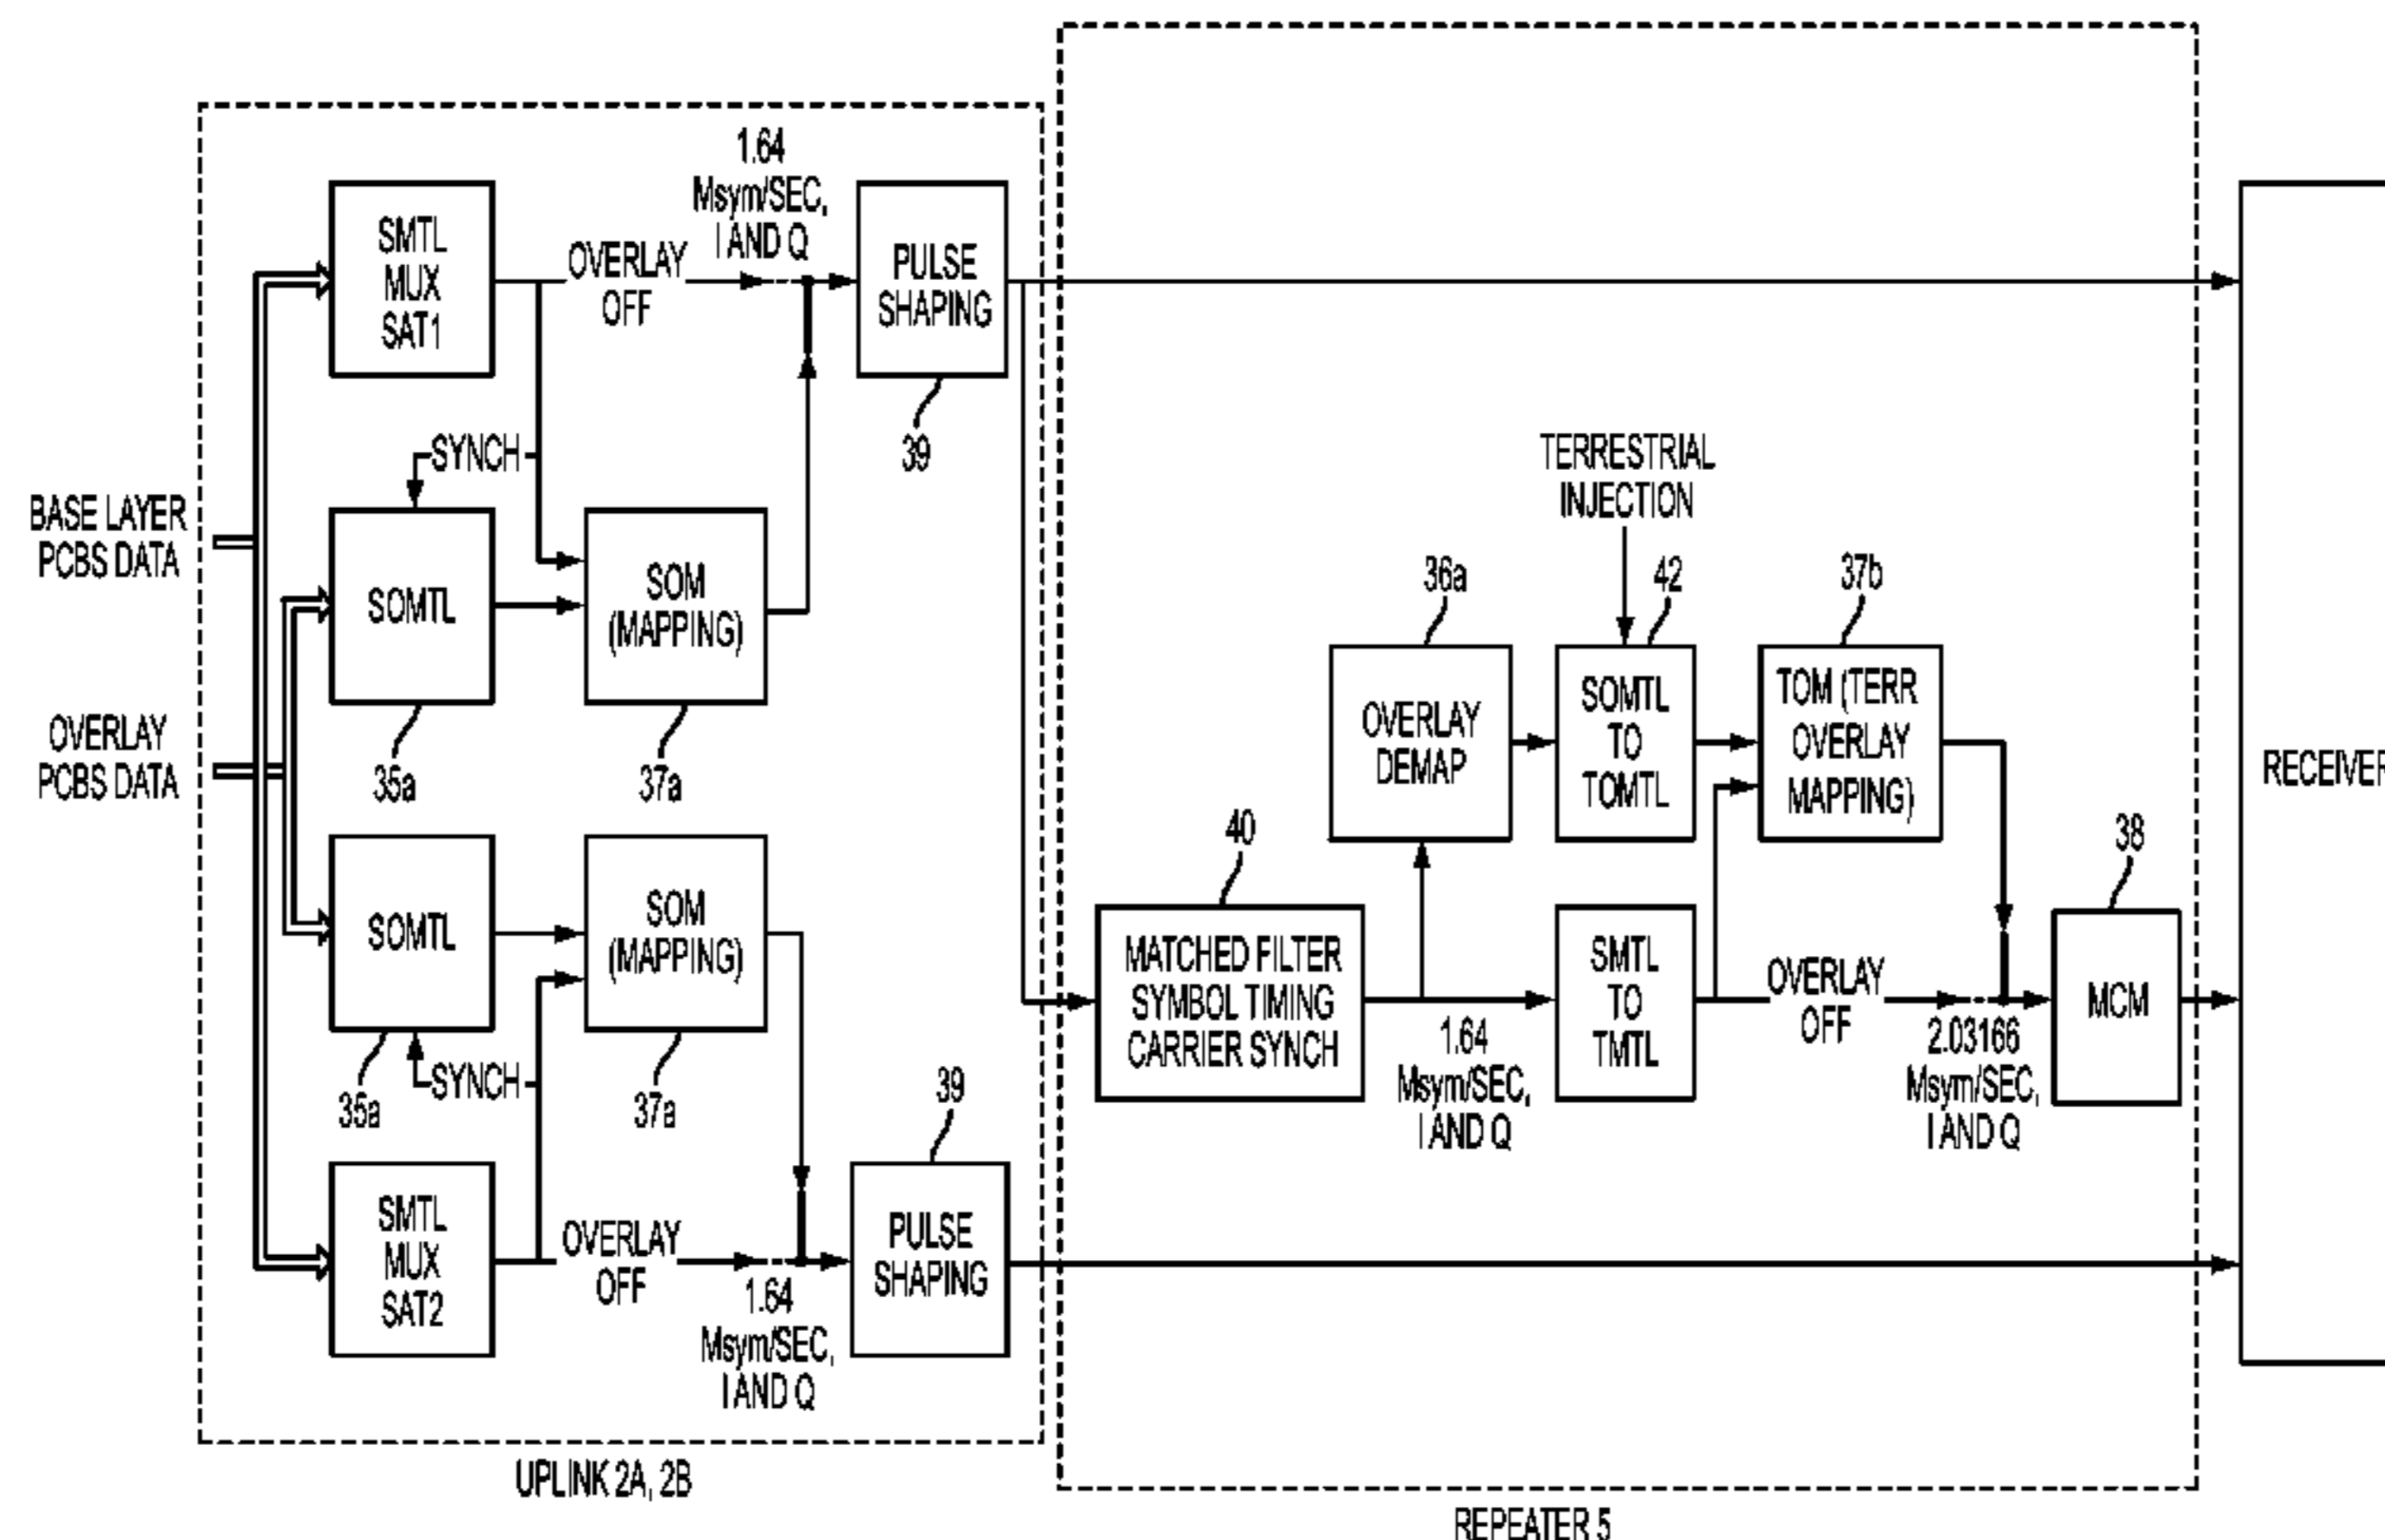 1.64
Msym/SEC,
I AND Q
SMTL
MUX
SAT1
OVERLAY
OFF
PULSE
SHAPING
39
SYNCH
BASE LAYER
PCBS DATA
SOMTL
35a
SOM
(MAPPING)
37a
OVERLAY
PCBS DATA
SOMTL
35a
SYNCH
SOM
(MAPPING)
37a
SMTL
MUX
SAT2
OVERLAY
OFF
1.64
Msym/SEC,
I AND Q
39
PULSE
SHAPING
UPLINK 2A, 2B
TERRESTRIAL
INJECTION
36a
42
37b
OVERLAY
DEMAP
SOMTL
TO
TOMTL
TOM (TERR
OVERLAY
MAPPING)
40
MATCHED FILTER
SYMBOL TIMING
CARRIER SYNCH
1.64
Msym/SEC,
I AND Q
SMTL
TO
TMTL
OVERLAY
OFF
2.03166
Msym/SEC,
I AND Q
38
MCM
RECEIVER
REPEATER 5